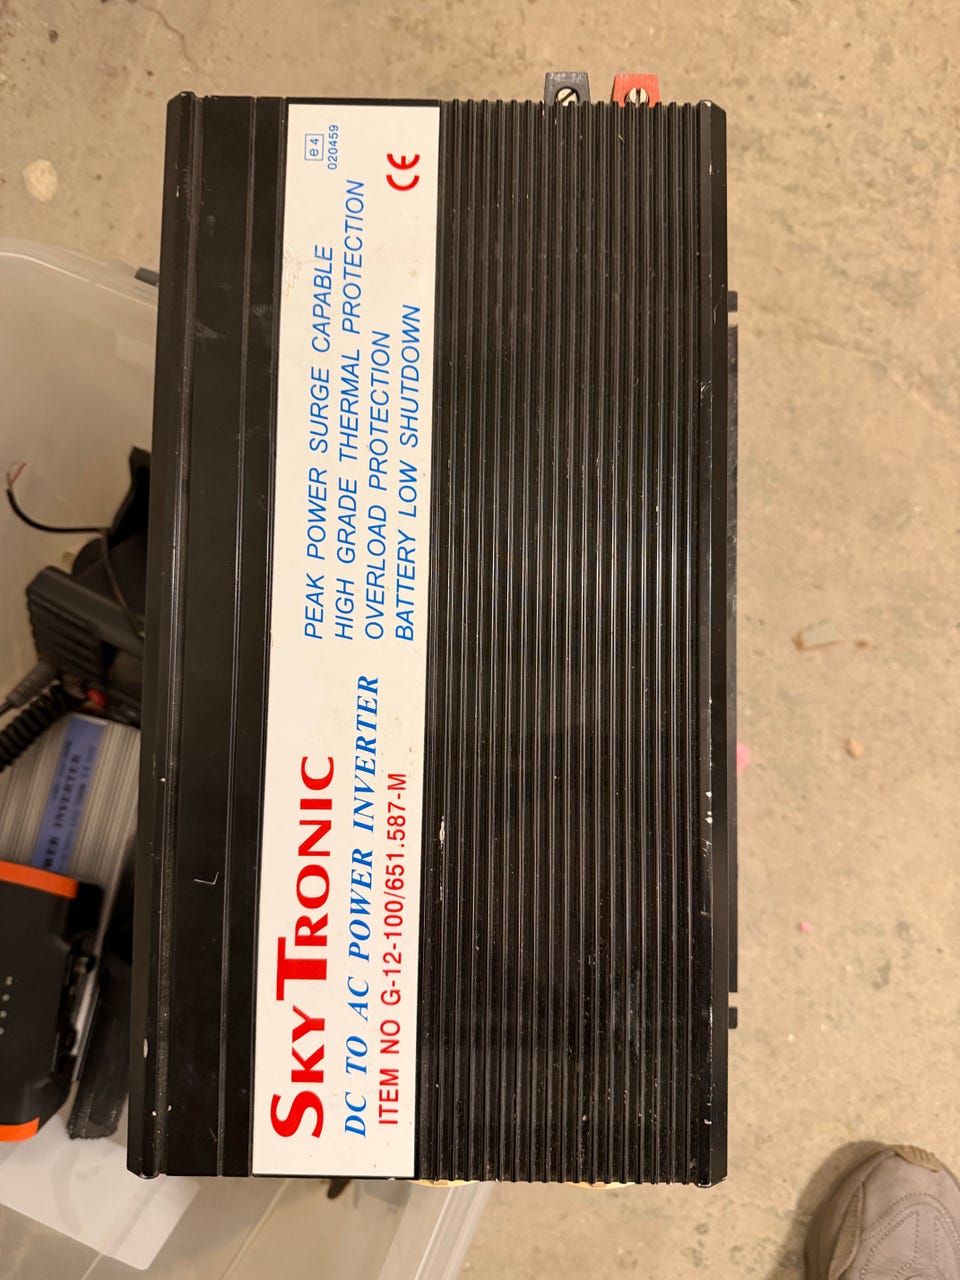 SKYTRONIC
DC TO AC POWER INVERTER
ITEM NO G-12-100/651.587-M
PEAK POWER SURGE CAPABLE
HIGH GRADE THERMAL PROTECTION
OVERLOAD PROTECTION
BATTERY LOW SHUTDOWN
e4
020459
CE
INVERTER